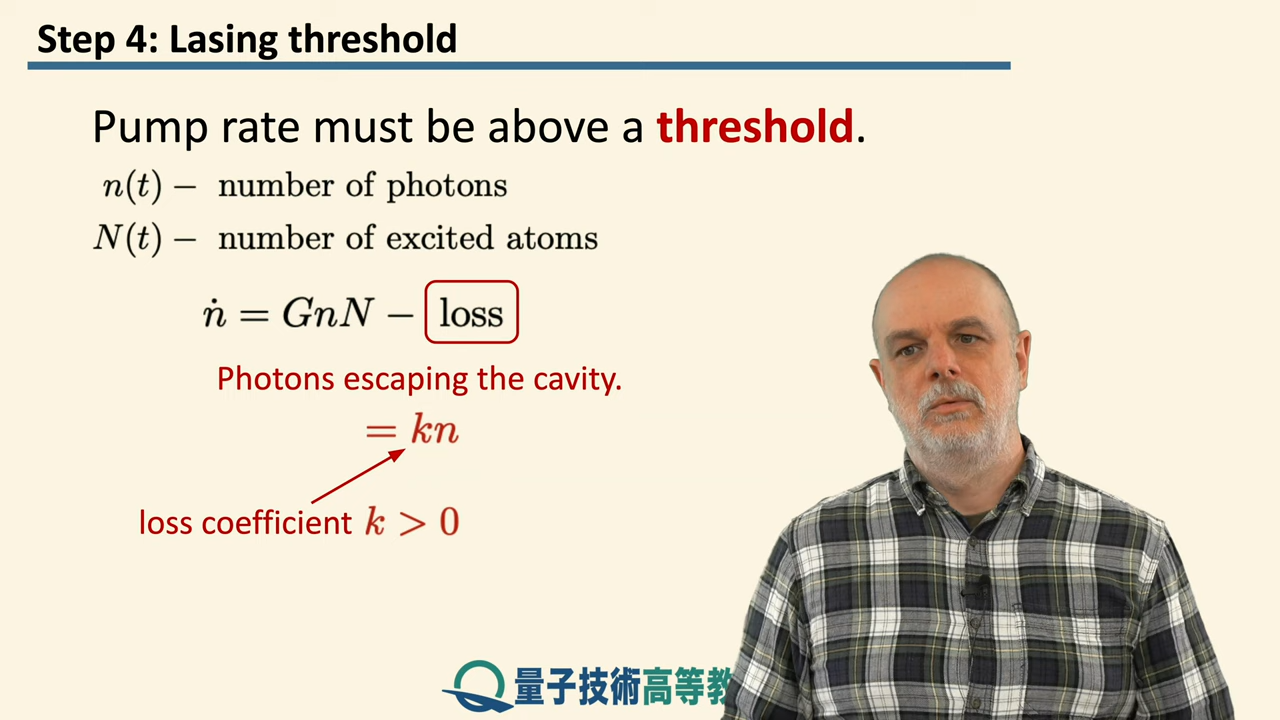 Step 4: Lasing threshold
Pump rate must be above a threshold.
n(t) − number of photons
N(t) − number of excited atoms
ṅ = GnN − loss
Photons escaping the cavity.
= kn
loss coefficient k > 0
量子技術高等教